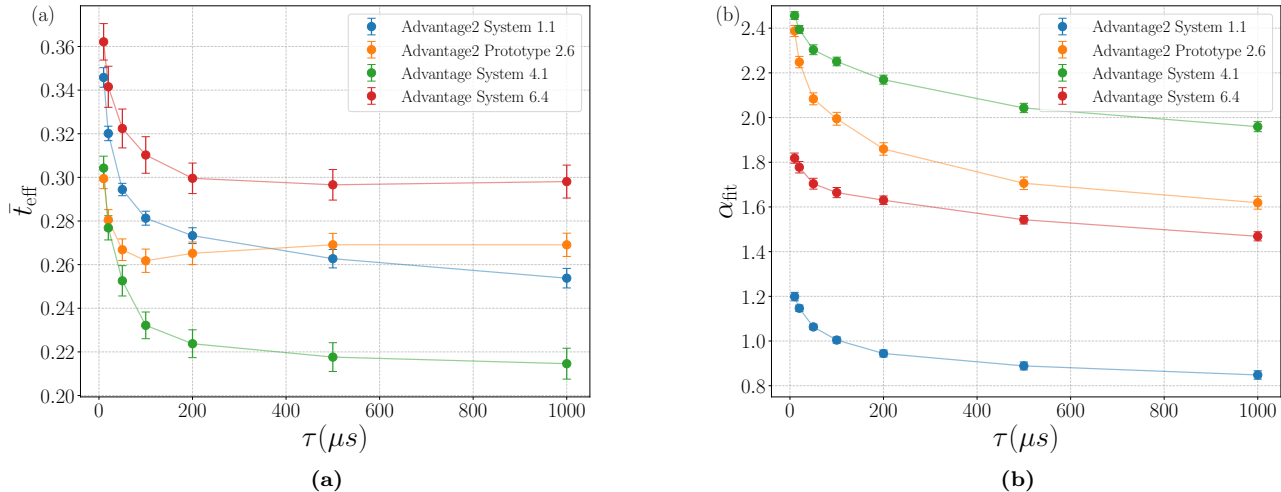 (a)
Advantage2 System 1.1
Advantage2 Prototype 2.6
Advantage System 4.1
Advantage System 6.4
0.36
0.34
0.32
0.30
0.28
0.26
0.24
0.22
0.20
t̄eff
0 200 400 600 800 1000
τ(μs)
(a)
(b)
Advantage2 System 1.1
Advantage2 Prototype 2.6
Advantage System 4.1
Advantage System 6.4
2.4
2.2
2.0
1.8
1.6
1.4
1.2
1.0
0.8
αfit
0 200 400 600 800 1000
τ(μs)
(b)